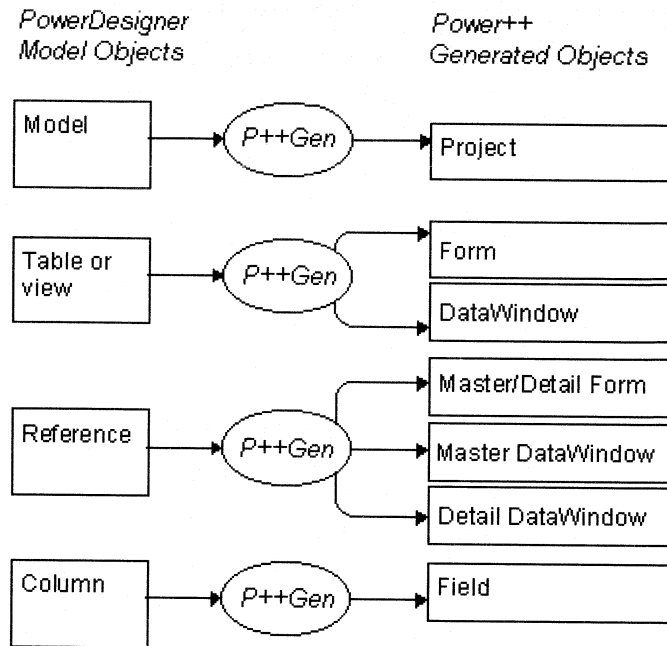 PowerDesigner
Model Objects
Power++
Generated Objects
Model
P++Gen
Project
Table or
view
P++Gen
Form
DataWindow
Reference
P++Gen
Master/Detail Form
Master DataWindow
Detail DataWindow
Column
P++Gen
Field